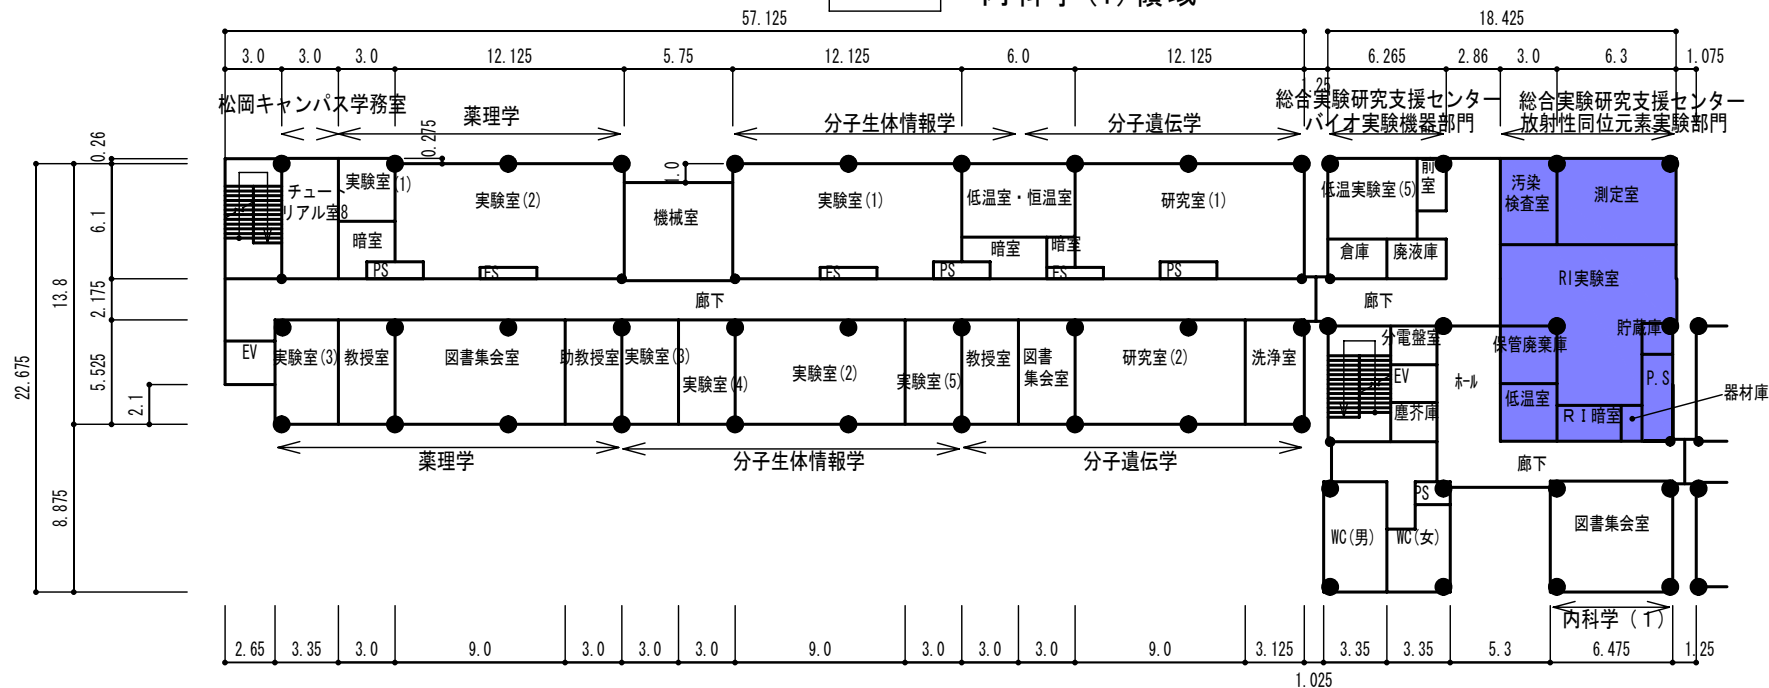 内科学(1)領域
57.125
18.425
3.0
3.0
3.0
12.125
5.75
12.125
6.0
12.125
1.25
6.265
2.86
3.0
6.3
1.075
松岡キャンパス学務室
薬理学
分子生体情報学
分子遺伝学
総合実験研究支援センター
バイオ実験機器部門
総合実験研究支援センター
放射性同位元素実験部門
0.26
0.275
1.0
チュート
リアル室8
実験室(1)
暗室
PS
実験室(2)
ES
機械室
実験室(1)
ES
PS
低温室・恒温室
暗室
暗室
ES
研究室(1)
PS
低温実験室(5)
前
室
倉庫
廃液庫
汚染
検査室
測定室
RI実験室
廊下
廊下
6.1
2.175
5.525
2.1
13.8
22.675
8.875
EV
実験室(3)
教授室
図書集会室
助教授室
実験室(3)
実験室(4)
実験室(2)
実験室(5)
教授室
図書
集会室
研究室(2)
洗浄室
分電盤室
EV
塵芥庫
ホール
保管廃棄庫
低温室
貯蔵庫
P.S
RI暗室
器材庫
薬理学
分子生体情報学
分子遺伝学
廊下
PS
WC(男)
WC(女)
図書集会室
内科学（1）
2.65
3.35
3.0
9.0
3.0
3.0
3.0
9.0
3.0
3.0
3.0
9.0
3.125
1.025
3.35
3.35
5.3
6.475
1.25